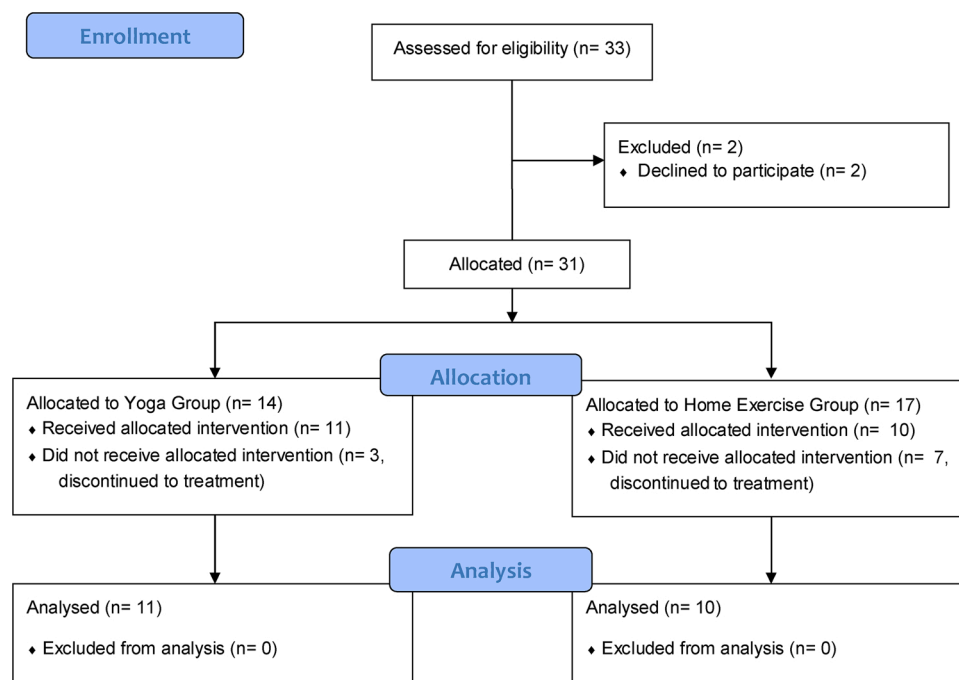 Enrollment
Assessed for eligibility (n= 33)
Excluded (n= 2)
♦ Declined to participate (n= 2)
Allocated (n= 31)
Allocation
Allocated to Yoga Group (n= 14)
♦ Received allocated intervention (n= 11)
♦ Did not receive allocated intervention (n= 3,
discontinued to treatment)
Allocated to Home Exercise Group (n= 17)
♦ Received allocated intervention (n= 10)
♦ Did not receive allocated intervention (n= 7,
discontinued to treatment)
Analysis
Analysed (n= 11)
♦ Excluded from analysis (n= 0)
Analysed (n= 10)
♦ Excluded from analysis (n= 0)